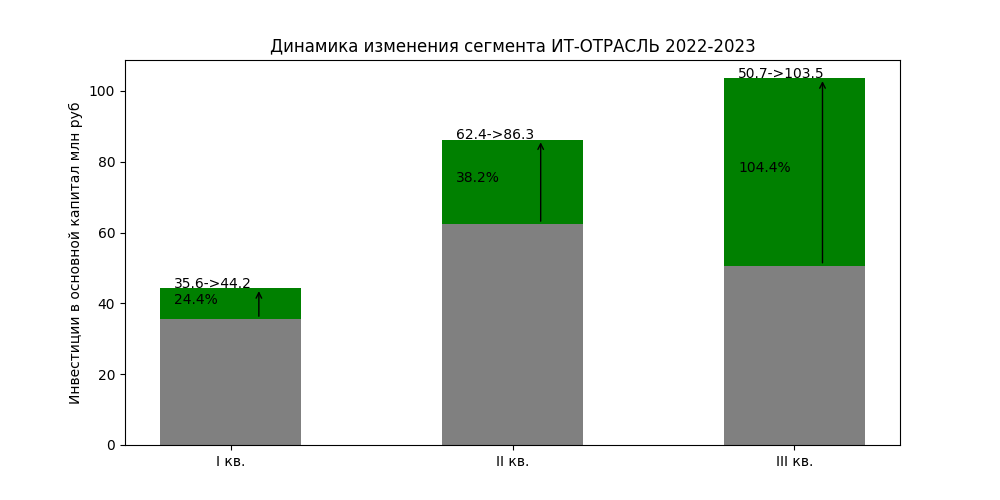 Динамика изменения сегмента ИТ-ОТРАСЛЬ 2022-2023
Инвестиции в основной капитал млн руб
100
80
60
40
20
0
35.6->44.2
24.4%
62.4->86.3
38.2%
50.7->103.5
104.4%
I кв.
II кв.
III кв.